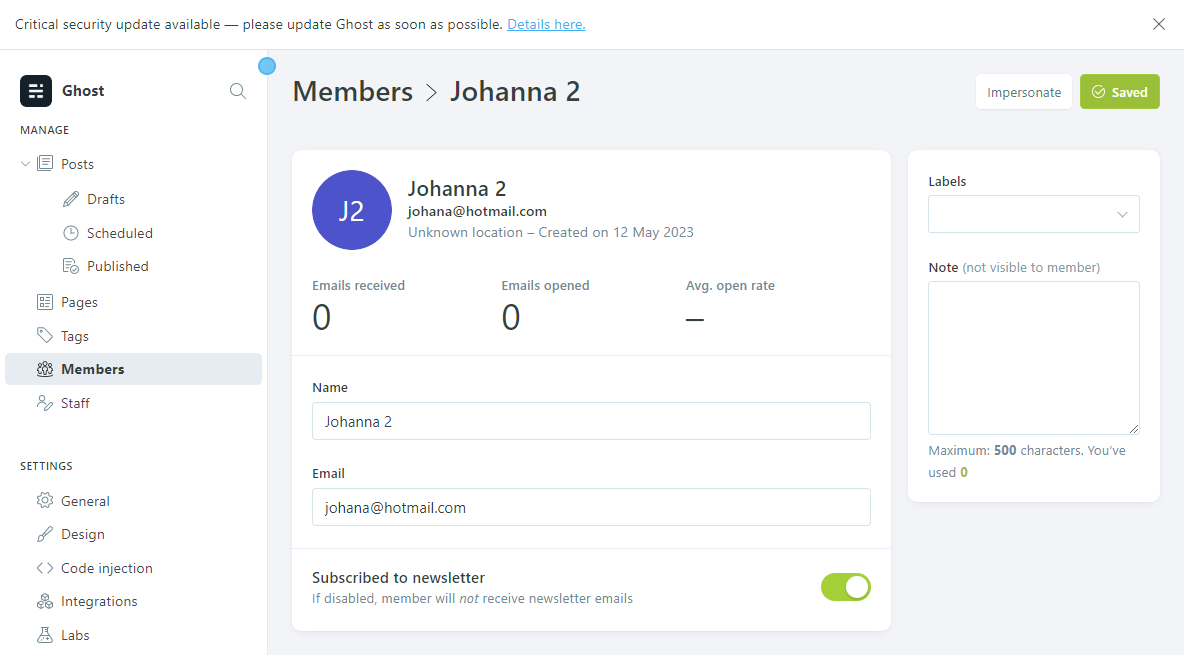 Critical security update available — please update Ghost as soon as possible. Details here.
Ghost
MANAGE
Posts
Drafts
Scheduled
Published
Pages
Tags
Members
Staff
SETTINGS
General
Design
Code injection
Integrations
Labs
Members > Johanna 2
Impersonate
Saved
J2
Johanna 2
johana@hotmail.com
Unknown location – Created on 12 May 2023
Emails received
0
Emails opened
0
Avg. open rate
–
Name
Johanna 2
Email
johana@hotmail.com
Subscribed to newsletter
If disabled, member will not receive newsletter emails
Labels
Note (not visible to member)
Maximum: 500 characters. You've
used 0